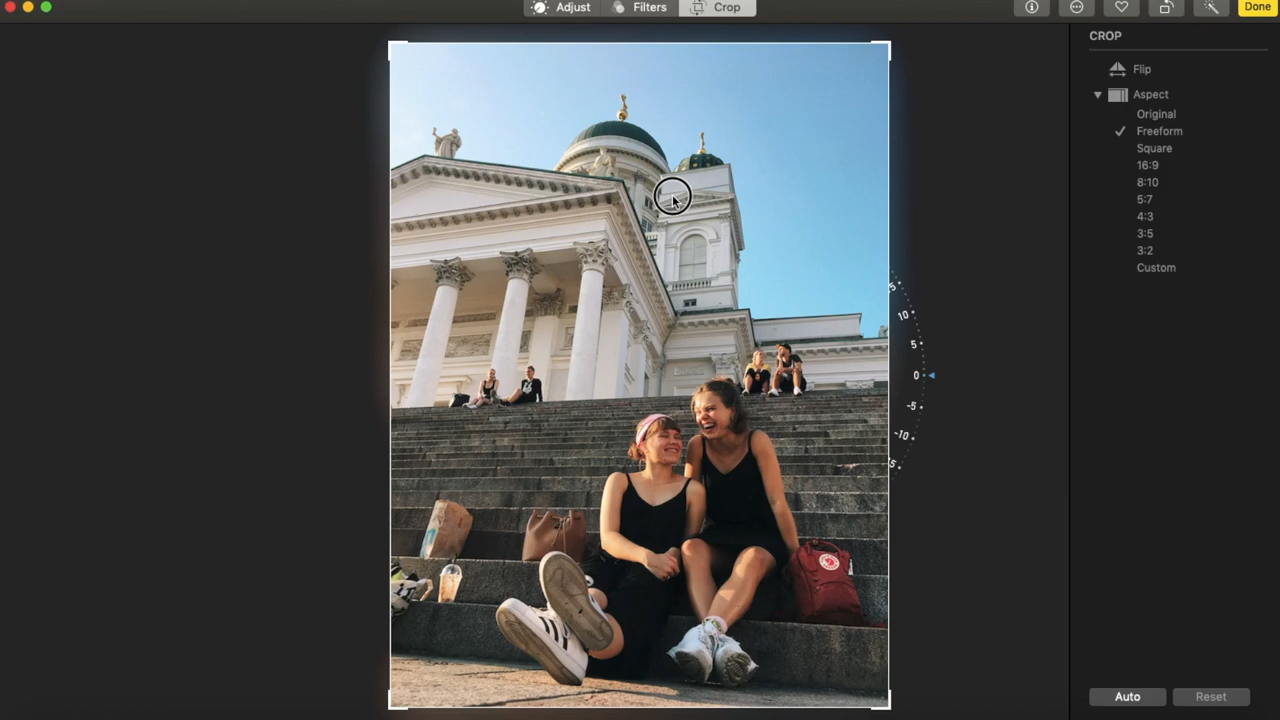 Adjust
Filters
Crop
Done
CROP
Flip
Aspect
Original
Freeform
Square
16:9
8:10
5:7
4:3
3:5
3:2
Custom
10
5
0
-5
-10
Auto
Reset